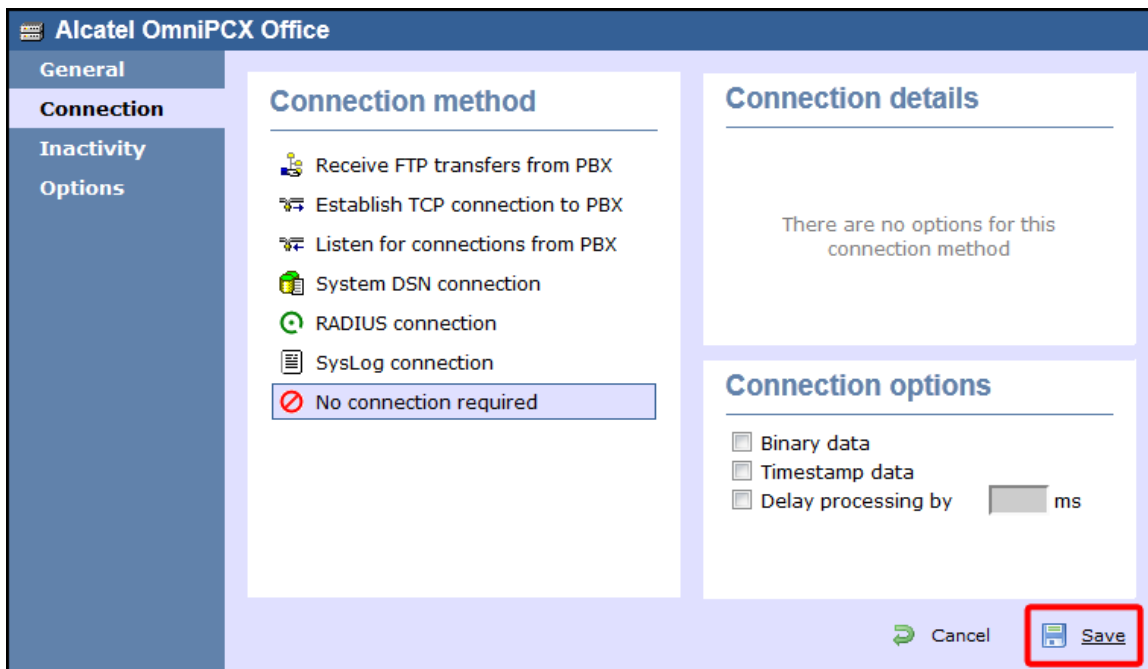 Alcatel OmniPCX Office
General
Connection
Inactivity
Options
Connection method
Receive FTP transfers from PBX
Establish TCP connection to PBX
Listen for connections from PBX
System DSN connection
RADIUS connection
SysLog connection
No connection required
Connection details
There are no options for this
connection method
Connection options
Binary data
Timestamp data
Delay processing by ms
Cancel
Save